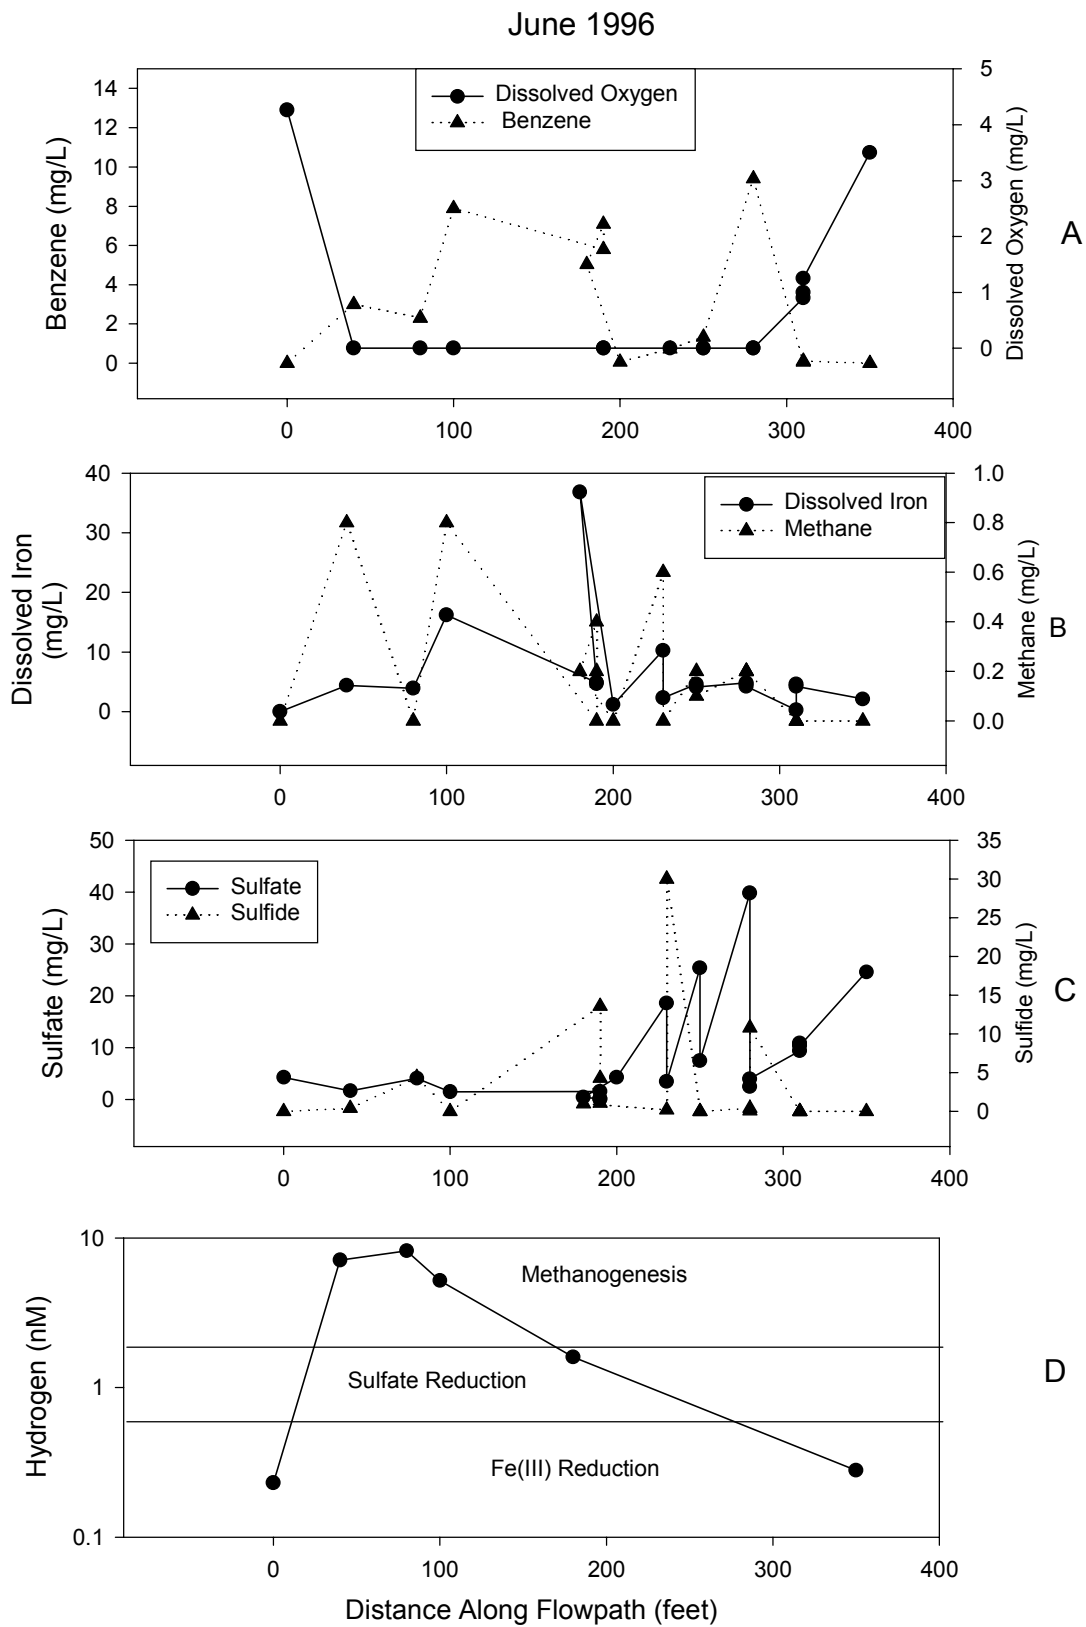 June 1996
Dissolved Oxygen
Benzene
Benzene (mg/L)
14
12
10
8
6
4
2
0
5
4
3
2
1
0
Dissolved Oxygen (mg/L)
A
0 100 200 300 400
Dissolved Iron
Methane
Dissolved Iron
(mg/L)
40
30
20
10
0
1.0
0.8
0.6
0.4
0.2
0.0
Methane (mg/L)
B
0 100 200 300 400
Sulfate
Sulfide
Sulfate (mg/L)
50
40
30
20
10
0
35
30
25
20
15
10
5
0
Sulfide (mg/L)
C
0 100 200 300 400
Hydrogen (nM)
10
1
0.1
Methanogenesis
Sulfate Reduction
Fe(III) Reduction
D
0 100 200 300 400
Distance Along Flowpath (feet)